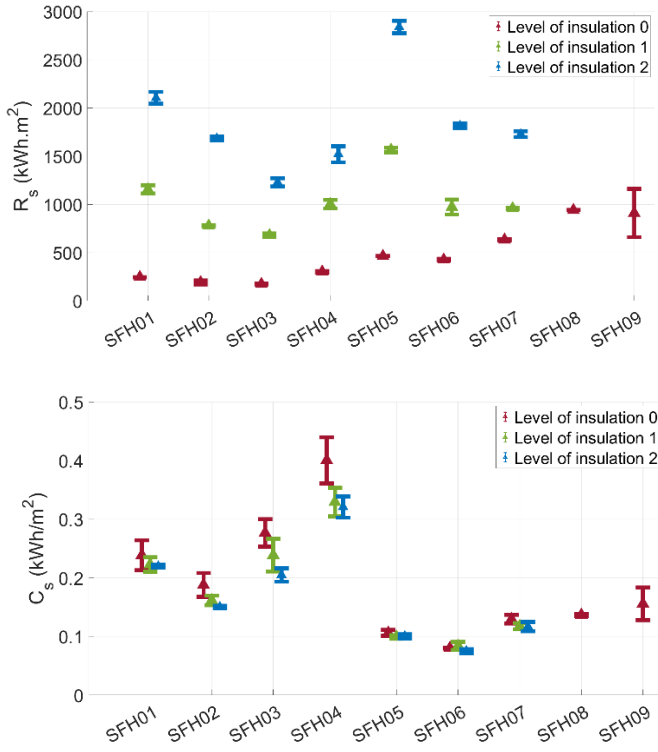 3000
2500
2000
1500
1000
500
0
R_s (kWh.m²)
Level of insulation 0
Level of insulation 1
Level of insulation 2
SFH01 SFH02 SFH03 SFH04 SFH05 SFH06 SFH07 SFH08 SFH09
0.5
0.4
0.3
0.2
0.1
0
C_s (kWh/m²)
Level of insulation 0
Level of insulation 1
Level of insulation 2
SFH01 SFH02 SFH03 SFH04 SFH05 SFH06 SFH07 SFH08 SFH09